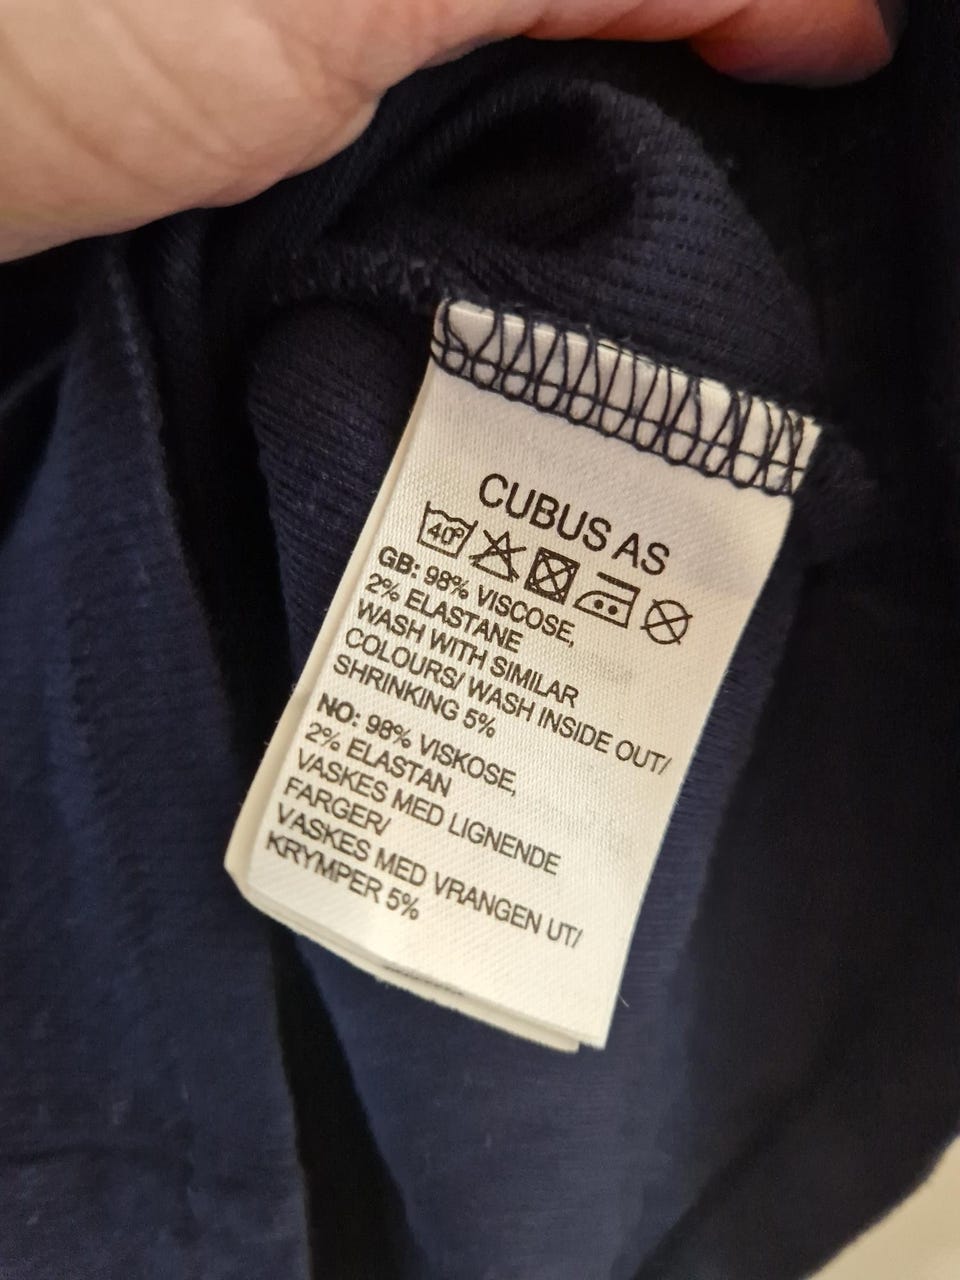 CUBUS AS
40°
GB: 98% VISCOSE,
2% ELASTANE
WASH WITH SIMILAR
COLOURS/ WASH INSIDE OUT/
SHRINKING 5%
NO: 98% VISKOSE,
2% ELASTAN
VASKES MED LIGNENDE
FARGER/
VASKES MED VRANGEN UT/
KRYMPER 5%